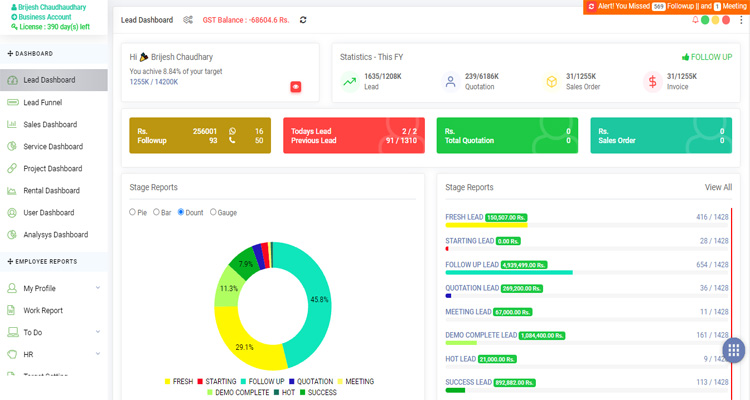 Brijesh Chaudhaudhary
Business Account
License : 390 day(s) left
DASHBOARD
Lead Dashboard
Lead Funnel
Sales Dashboard
Service Dashboard
Project Dashboard
Rental Dashboard
User Dashboard
Analysys Dashboard
EMPLOYEE REPORTS
My Profile
Work Report
To Do
HR
Target Setting
Lead Dashboard
GST Balance : -68604.6 Rs.
Alert! You Missed 569 Followup || and 1 Meeting
Hi Brijesh Chaudhary
You achive 8.84% of your target
1255K / 14200K
Statistics - This FY
FOLLOW UP
1635/1208K
Lead
239/6186K
Quotation
31/1255K
Sales Order
31/1255K
Invoice
Rs. 256001 16
Followup 93 50
Todays Lead 2 / 2
Previous Lead 91 / 1310
Rs. 0
Total Quotation 0
Rs. 0
Sales Order 0
Stage Reports
Pie Bar Dount Gauge
7.9%
11.3%
45.8%
29.1%
FRESH STARTING FOLLOW UP QUOTATION MEETING
DEMO COMPLETE HOT SUCCESS
Stage Reports View All
FRESH LEAD 150,507.00 Rs. 416 / 1428
STARTING LEAD 0.00 Rs. 28 / 1428
FOLLOW UP LEAD 4,939,499.00 Rs. 654 / 1428
QUOTATION LEAD 269,200.00 Rs. 36 / 1428
MEETING LEAD 67,000.00 Rs. 11 / 1428
DEMO COMPLETE LEAD 1,084,400.00 Rs. 161 / 1428
HOT LEAD 21,000.00 Rs. 9 / 142
SUCCESS LEAD 892,882.00 Rs. 113 / 1428